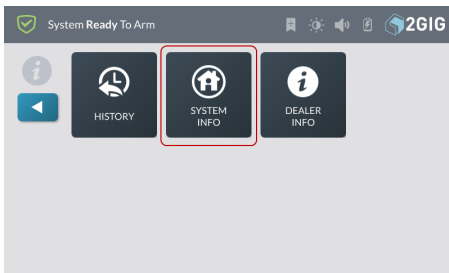 System Ready To Arm
2GIG
HISTORY
SYSTEM
INFO
DEALER
INFO